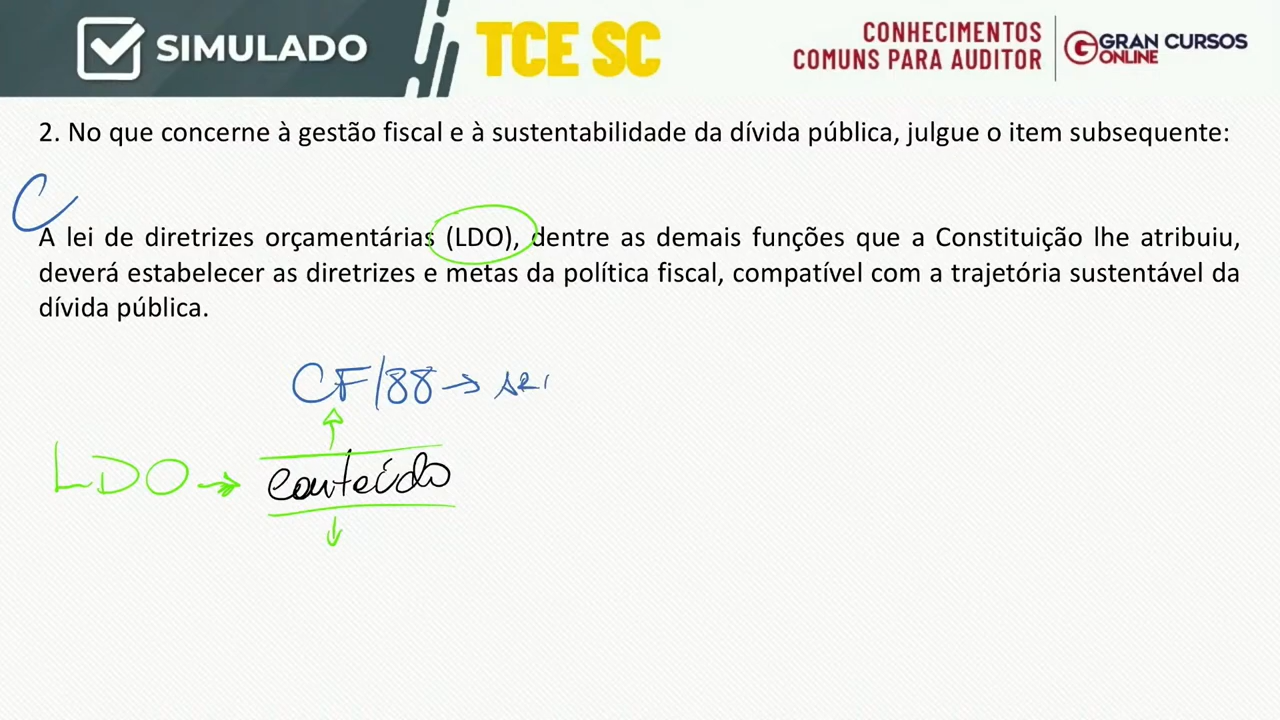 SIMULADO
TCE SC
CONHECIMENTOS
COMUNS PARA AUDITOR
GRAN CURSOS
ONLINE
2. No que concerne à gestão fiscal e à sustentabilidade da dívida pública, julgue o item subsequente:
C
A lei de diretrizes orçamentárias (LDO), dentre as demais funções que a Constituição lhe atribuiu,
deverá estabelecer as diretrizes e metas da política fiscal, compatível com a trajetória sustentável da
dívida pública.
CF/88 →
LDO → conteúdo